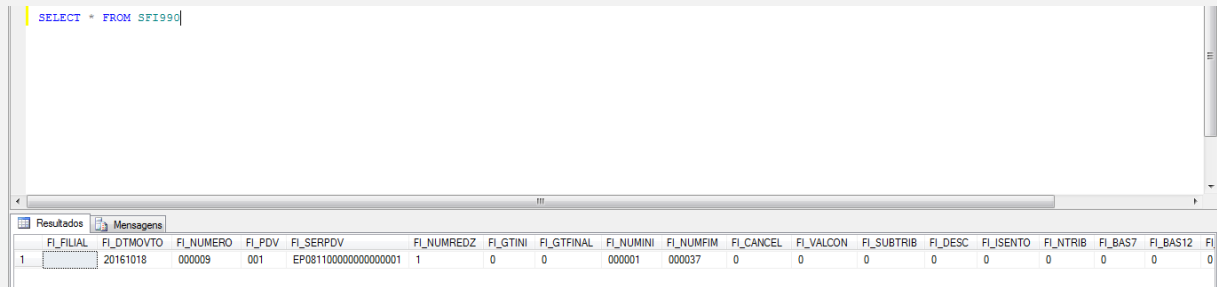 SELECT * FROM SFI990
Resultados Mensagens
FI_FILIAL FI_DTMOVTO FI_NUMERO FI_PDV FI_SERPDV FI_NUMREDZ FI_GTINI FI_GTFINAL FI_NUMINI FI_NUMFIM FI_CANCEL FI_VALCON FI_SUBTRIB FI_DESC FI_ISENTO FI_NTRIB FI_BAS7 FI_BAS12 FI
1 20161018 000009 001 EP081100000000000001 1 0 0 000001 000037 0 0 0 0 0 0 0 0 0